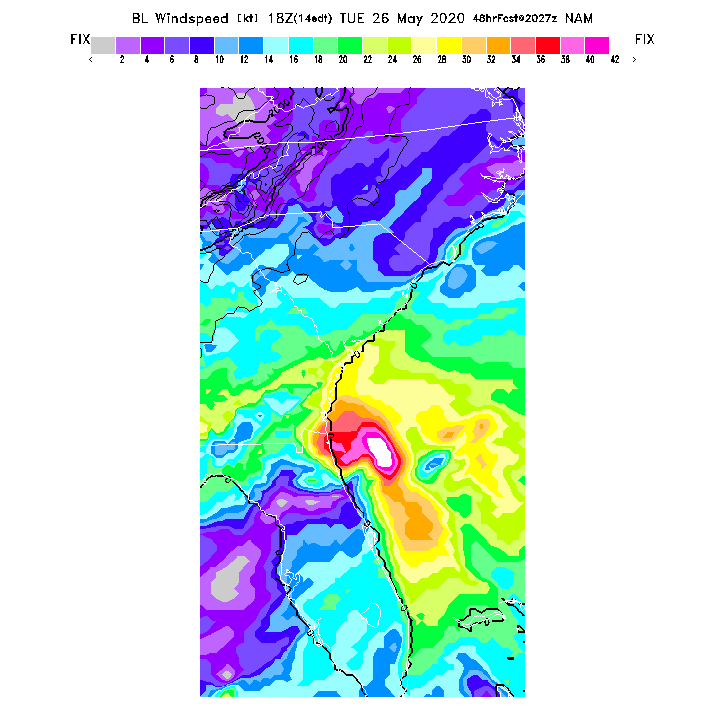 BL Windspeed [kt] 18Z(14edt) TUE 26 May 2020 48hrFcst@2027z NAM
FIX FIX
< 2 4 6 8 10 12 14 16 18 20 22 24 26 28 30 32 34 36 38 40 42 >